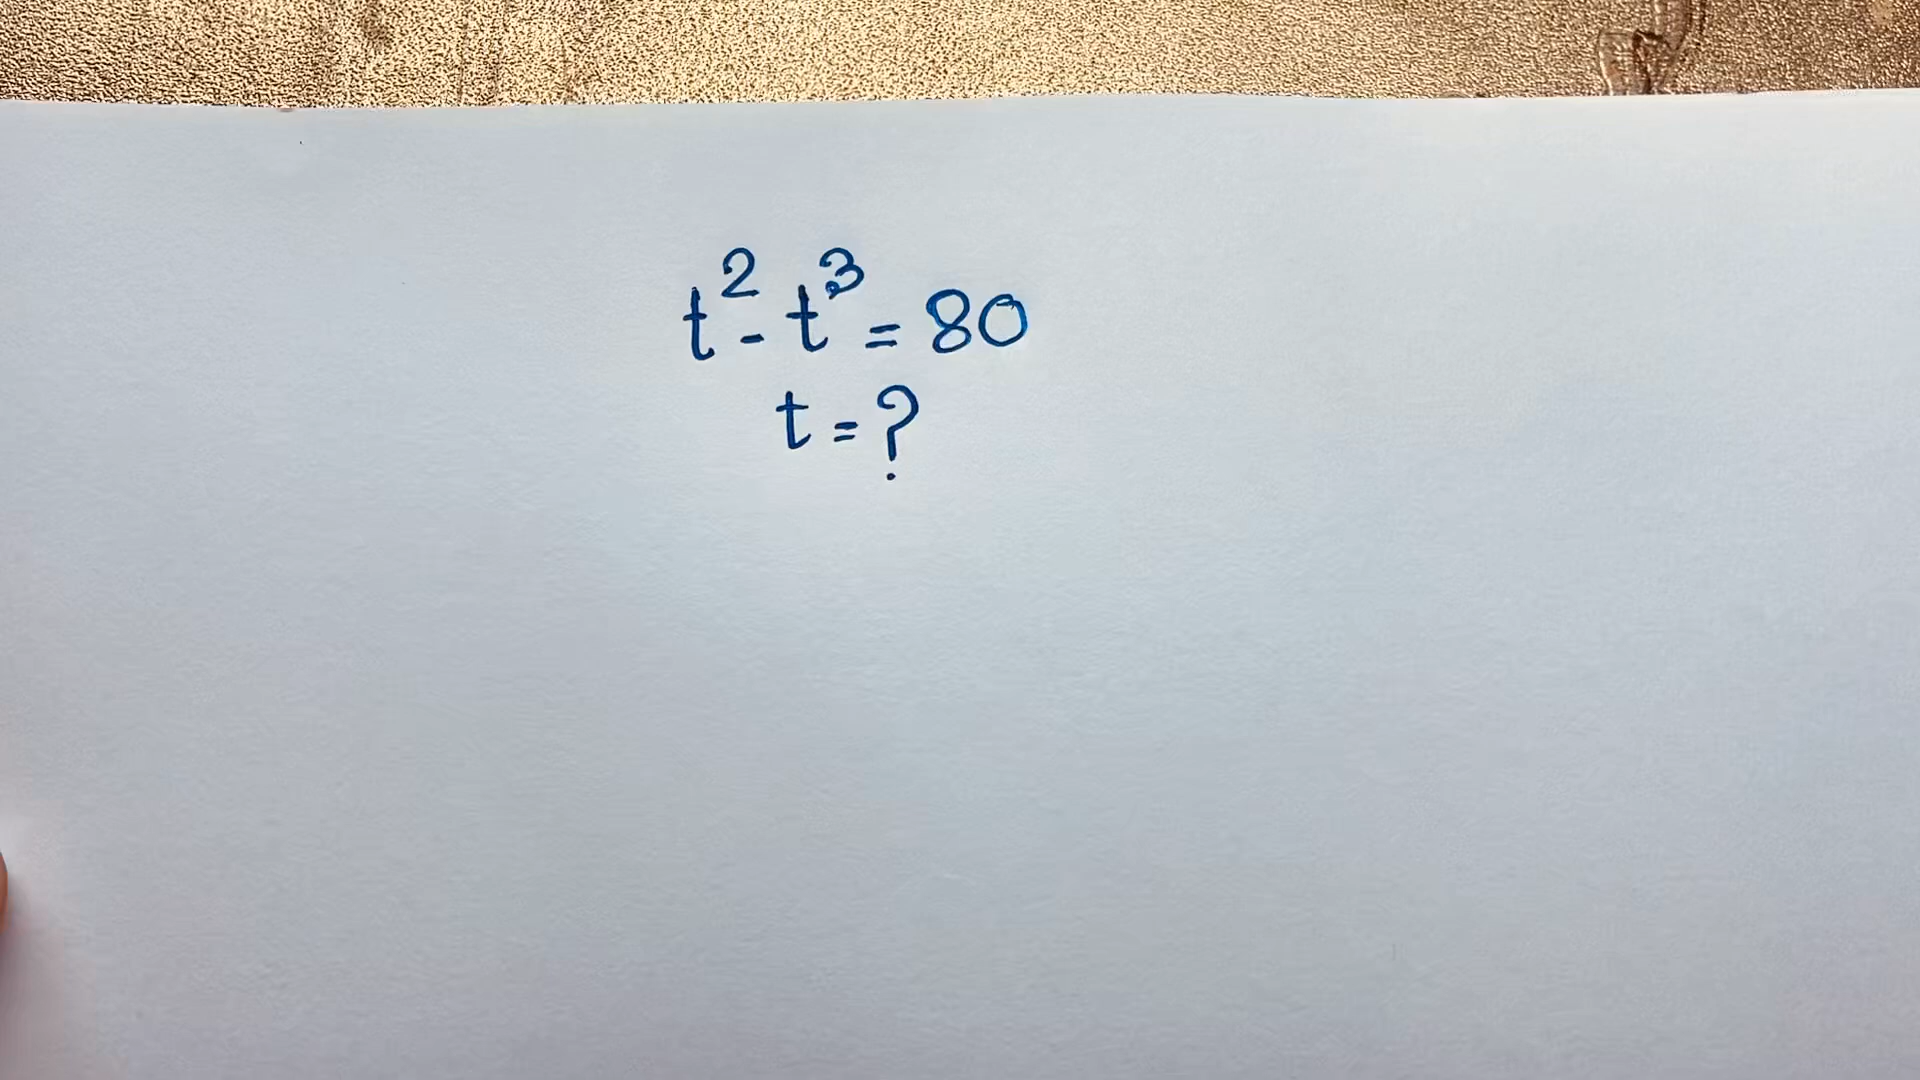 t² - t³ = 80
t = ?